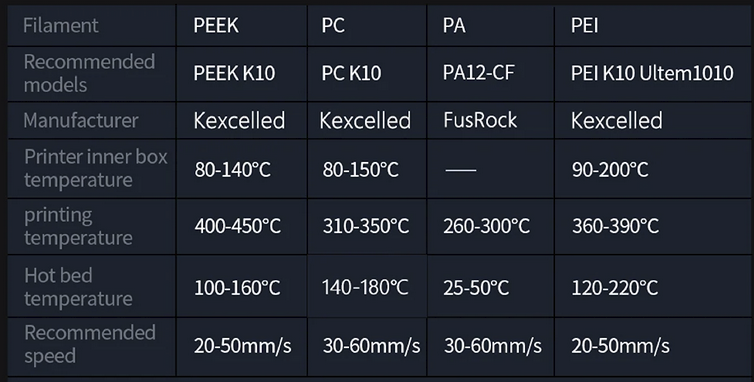 Filament PEEK PC PA PEI
Recommended models PEEK K10 PC K10 PA12-CF PEI K10 Ultem1010
Manufacturer Kexcelled Kexcelled FusRock Kexcelled
Printer inner box temperature 80-140°C 80-150°C —— 90-200°C
printing temperature 400-450°C 310-350°C 260-300°C 360-390°C
Hot bed temperature 100-160°C 140-180°C 25-50°C 120-220°C
Recommended speed 20-50mm/s 30-60mm/s 30-60mm/s 20-50mm/s